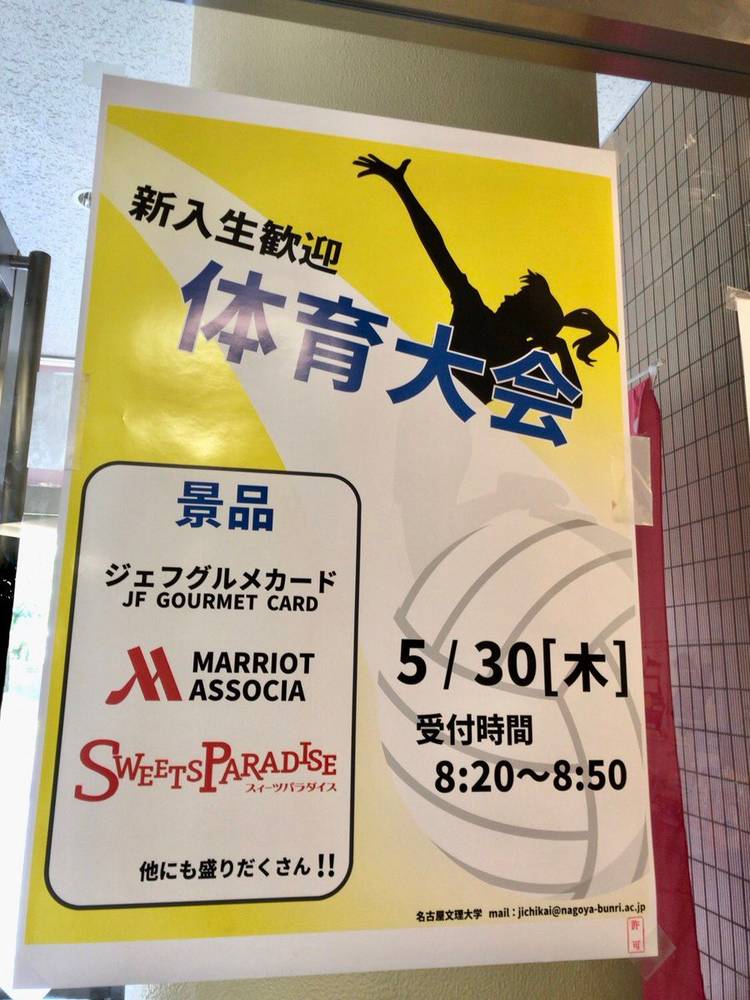 新入生歓迎
体育大会
景品
ジェフグルメカード
JF GOURMET CARD
MARRIOT
ASSOCIA
SWEETSPARADISE
スイーツパラダイス
他にも盛りだくさん!!
5/30[木]
受付時間
8:20～8:50
名古屋文理大学 mail:jichikai@nagoya-bunri.ac.jp
許可